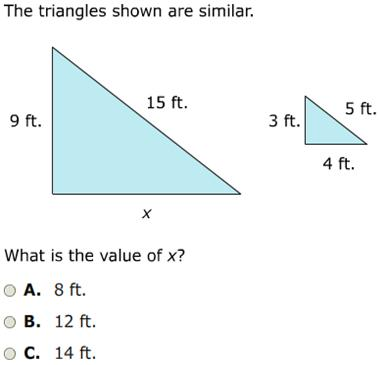 The triangles shown are similar.
15 ft.
9 ft.
x
5 ft.
3 ft.
4 ft.
What is the value of x?
A. 8 ft.
B. 12 ft.
C. 14 ft.